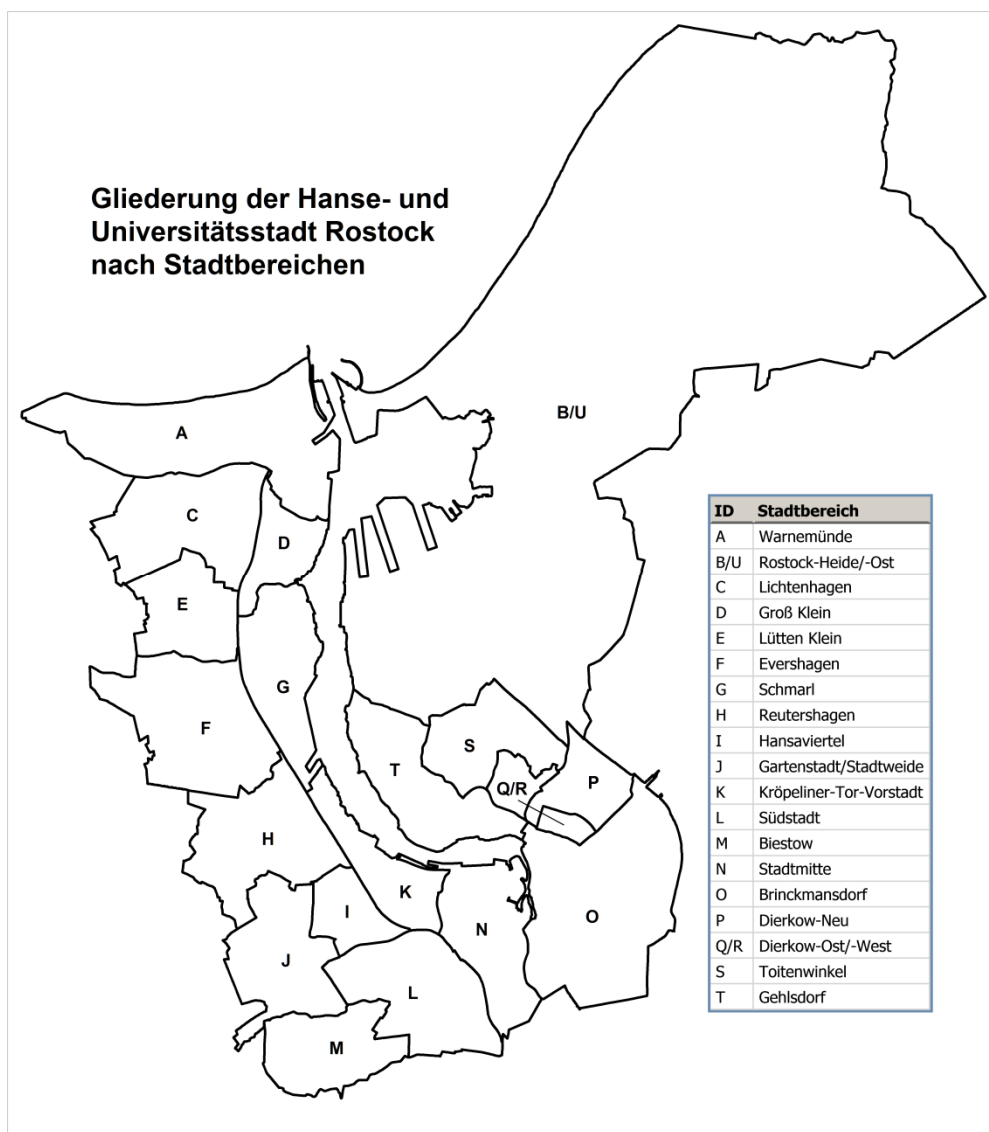 Gliederung der Hanse- und
Universitätsstadt Rostock
nach Stadtbereichen
A
B/U
C
D
E
F
G
S
T
Q/R
P
H
K
I
N
O
J
L
M
ID Stadtbereich
A Warnemünde
B/U Rostock-Heide/-Ost
C Lichtenhagen
D Groß Klein
E Lütten Klein
F Evershagen
G Schmarl
H Reutershagen
I Hansaviertel
J Gartenstadt/Stadtweide
K Kröpeliner-Tor-Vorstadt
L Südstadt
M Biestow
N Stadtmitte
O Brinckmansdorf
P Dierkow-Neu
Q/R Dierkow-Ost/-West
S Toitenwinkel
T Gehlsdorf